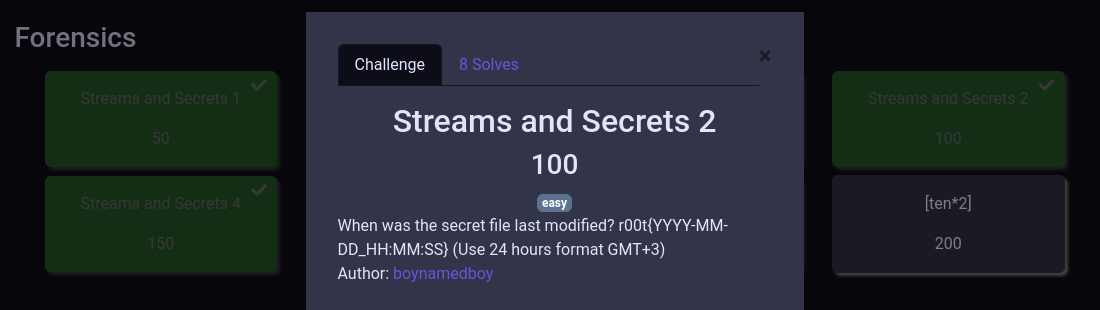 Forensics
Challenge
8 Solves
×
Streams and Secrets 1
50
Streams and Secrets 2
100
Streams and Secrets 2
100
easy
When was the secret file last modified? r00t{YYYY-MM-
DD_HH:MM:SS} (Use 24 hours format GMT+3)
Author: boynamedboy
Streams and Secrets 4
150
[ten*2]
200